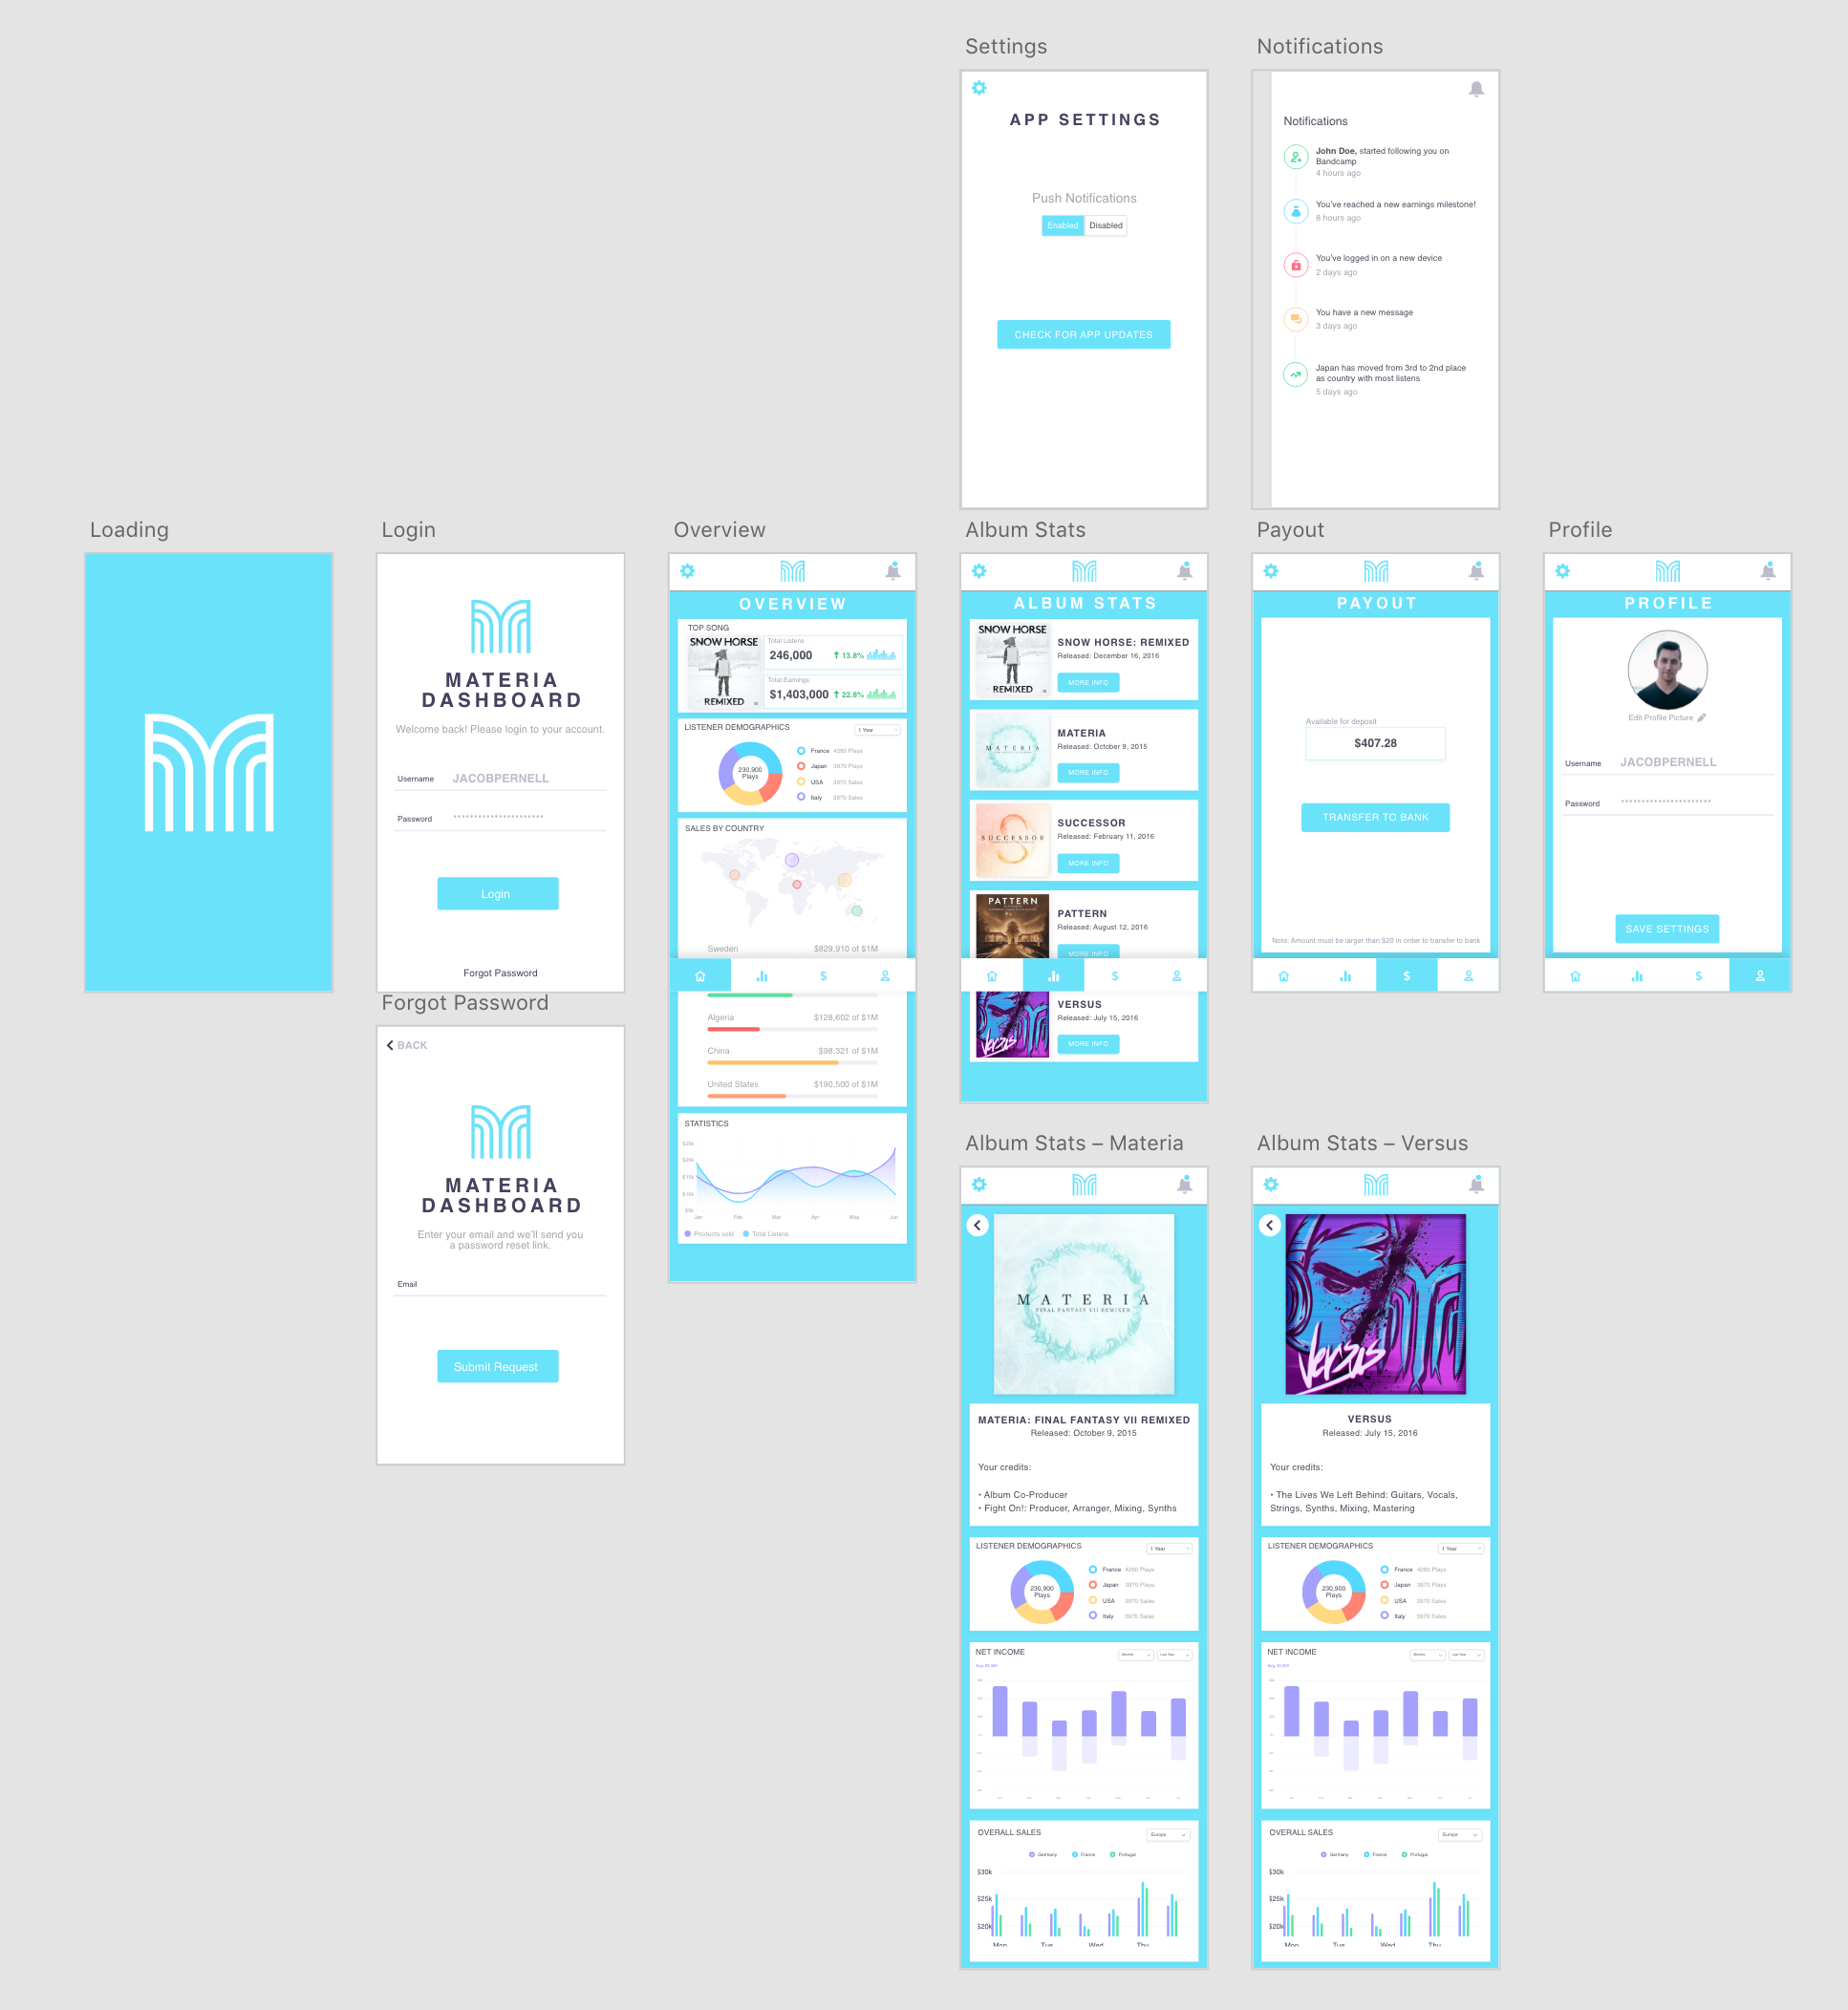 Settings
APP SETTINGS
Push Notifications
Enabled
Disabled
CHECK FOR APP UPDATES
Notifications
Notifications
John Doe, started following you on
Bandcamp
4 hours ago
You've reached a new earnings milestone!
8 hours ago
You've logged in on a new device
2 days ago
You have a new message
3 days ago
Japan has moved from 3rd to 2nd place
as country with most listens
5 days ago
Loading
Login
MATERIA
DASHBOARD
Welcome back! Please login to your account.
Username JACOBPERNELL
Password
Login
Forgot Password
Overview
OVERVIEW
TOP SONG
SNOW HORSE
REMIXED
Total Listens
246,000 13.8%
Total Earnings
$1,403,000 22.8%
LISTENER DEMOGRAPHICS
1 Year
230,900
Plays
France 4260 Plays
Japan 3970 Plays
USA 3970 Sales
Italy 3970 Sales
SALES BY COUNTRY
Sweden $829,910 of $1M
Algeria $128,602 of $1M
China $98,321 of $1M
United States $190,500 of $1M
STATISTICS
$25k
$20k
$15k
$10k
$5k
Jan Feb Mar Apr May Jun
Products sold Total Listens
Album Stats
ALBUM STATS
SNOW HORSE
REMIXED
SNOW HORSE: REMIXED
Released: December 16, 2016
MORE INFO
MATERIA
MATERIA
Released: October 9, 2015
MORE INFO
SUCCESSOR
SUCCESSOR
Released: February 11, 2016
MORE INFO
PATTERN
PATTERN
Released: August 12, 2016
MORE INFO
$
Versus
VERSUS
Released: July 15, 2016
MORE INFO
Payout
PAYOUT
Available for deposit
$407.28
TRANSFER TO BANK
Note: Amount must be larger than $20 in order to transfer to bank
$
Profile
PROFILE
Edit Profile Picture
Username JACOBPERNELL
Password
SAVE SETTINGS
$
Forgot Password
BACK
MATERIA
DASHBOARD
Enter your email and we'll send you
a password reset link.
Email
Submit Request
Album Stats – Materia
MATERIA
FINAL FANTASY VII REMIXED
MATERIA: FINAL FANTASY VII REMIXED
Released: October 9, 2015
Your credits:
• Album Co-Producer
• Fight On!: Producer, Arranger, Mixing, Synths
LISTENER DEMOGRAPHICS
1 Year
230,900
Plays
France 4260 Plays
Japan 3970 Plays
USA 3970 Sales
Italy 3970 Sales
NET INCOME
Monthly
Last Year
OVERALL SALES
Europe
Germany France Portugal
$30k
$25k
$20k
Mon Tue Wed Thu
Album Stats – Versus
Versus
VERSUS
Released: July 15, 2016
Your credits:
• The Lives We Left Behind: Guitars, Vocals,
Strings, Synths, Mixing, Mastering
LISTENER DEMOGRAPHICS
1 Year
230,900
Plays
France 4260 Plays
Japan 3970 Plays
USA 3970 Sales
Italy 3970 Sales
NET INCOME
Monthly
Last Year
OVERALL SALES
Europe
Germany France Portugal
$30k
$25k
$20k
Mon Tue Wed Thu